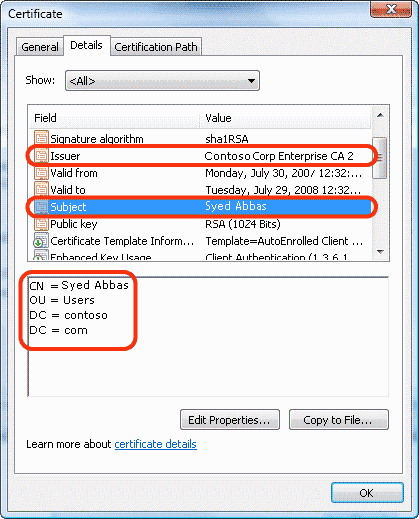 Certificate
General Details Certification Path
Show: <All>
Field Value
Signature algorithm sha1RSA
Issuer Contoso Corp Enterprise CA 2
Valid from Monday, July 30, 2007 12:32:...
Valid to Tuesday, July 29, 2008 12:32:...
Subject Syed Abbas
Public key RSA (1024 Bits)
Certificate Template Inform... Template=AutoEnrolled Client ...
Enhanced Key Usage Client Authentication (1.3.6.1
CN = Syed Abbas
OU = Users
DC = contoso
DC = com
Edit Properties... Copy to File...
Learn more about certificate details
OK